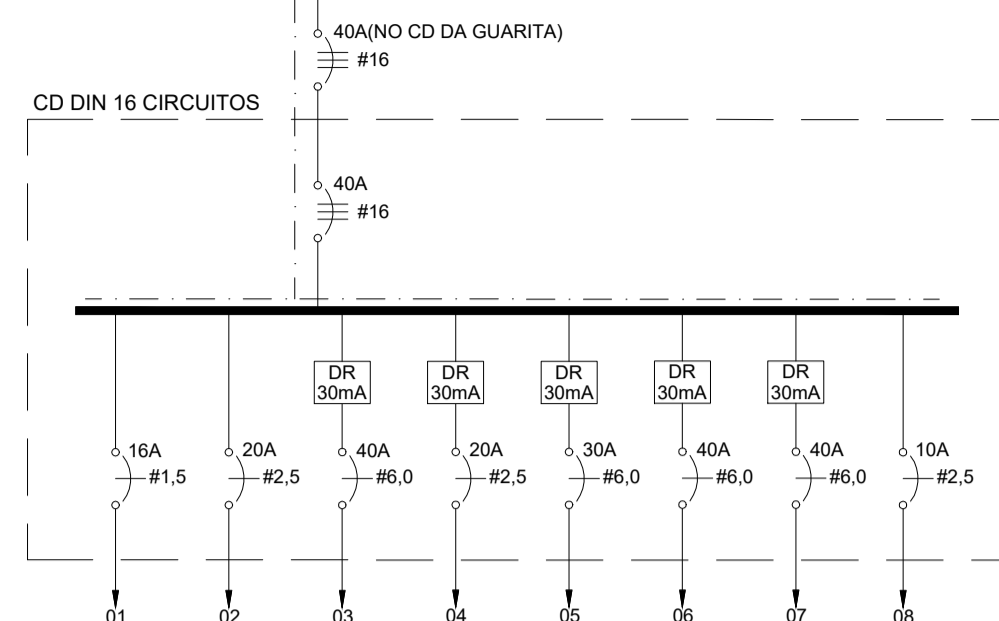 40A(NO CD DA GUARITA)
#16
CD DIN 16 CIRCUITOS
40A
#16
DR
30mA
DR
30mA
DR
30mA
DR
30mA
DR
30mA
16A
#1,5
20A
#2,5
40A
#6,0
20A
#2,5
30A
#6,0
40A
#6,0
40A
#6,0
10A
#2,5
01 02 03 04 05 06 07 08